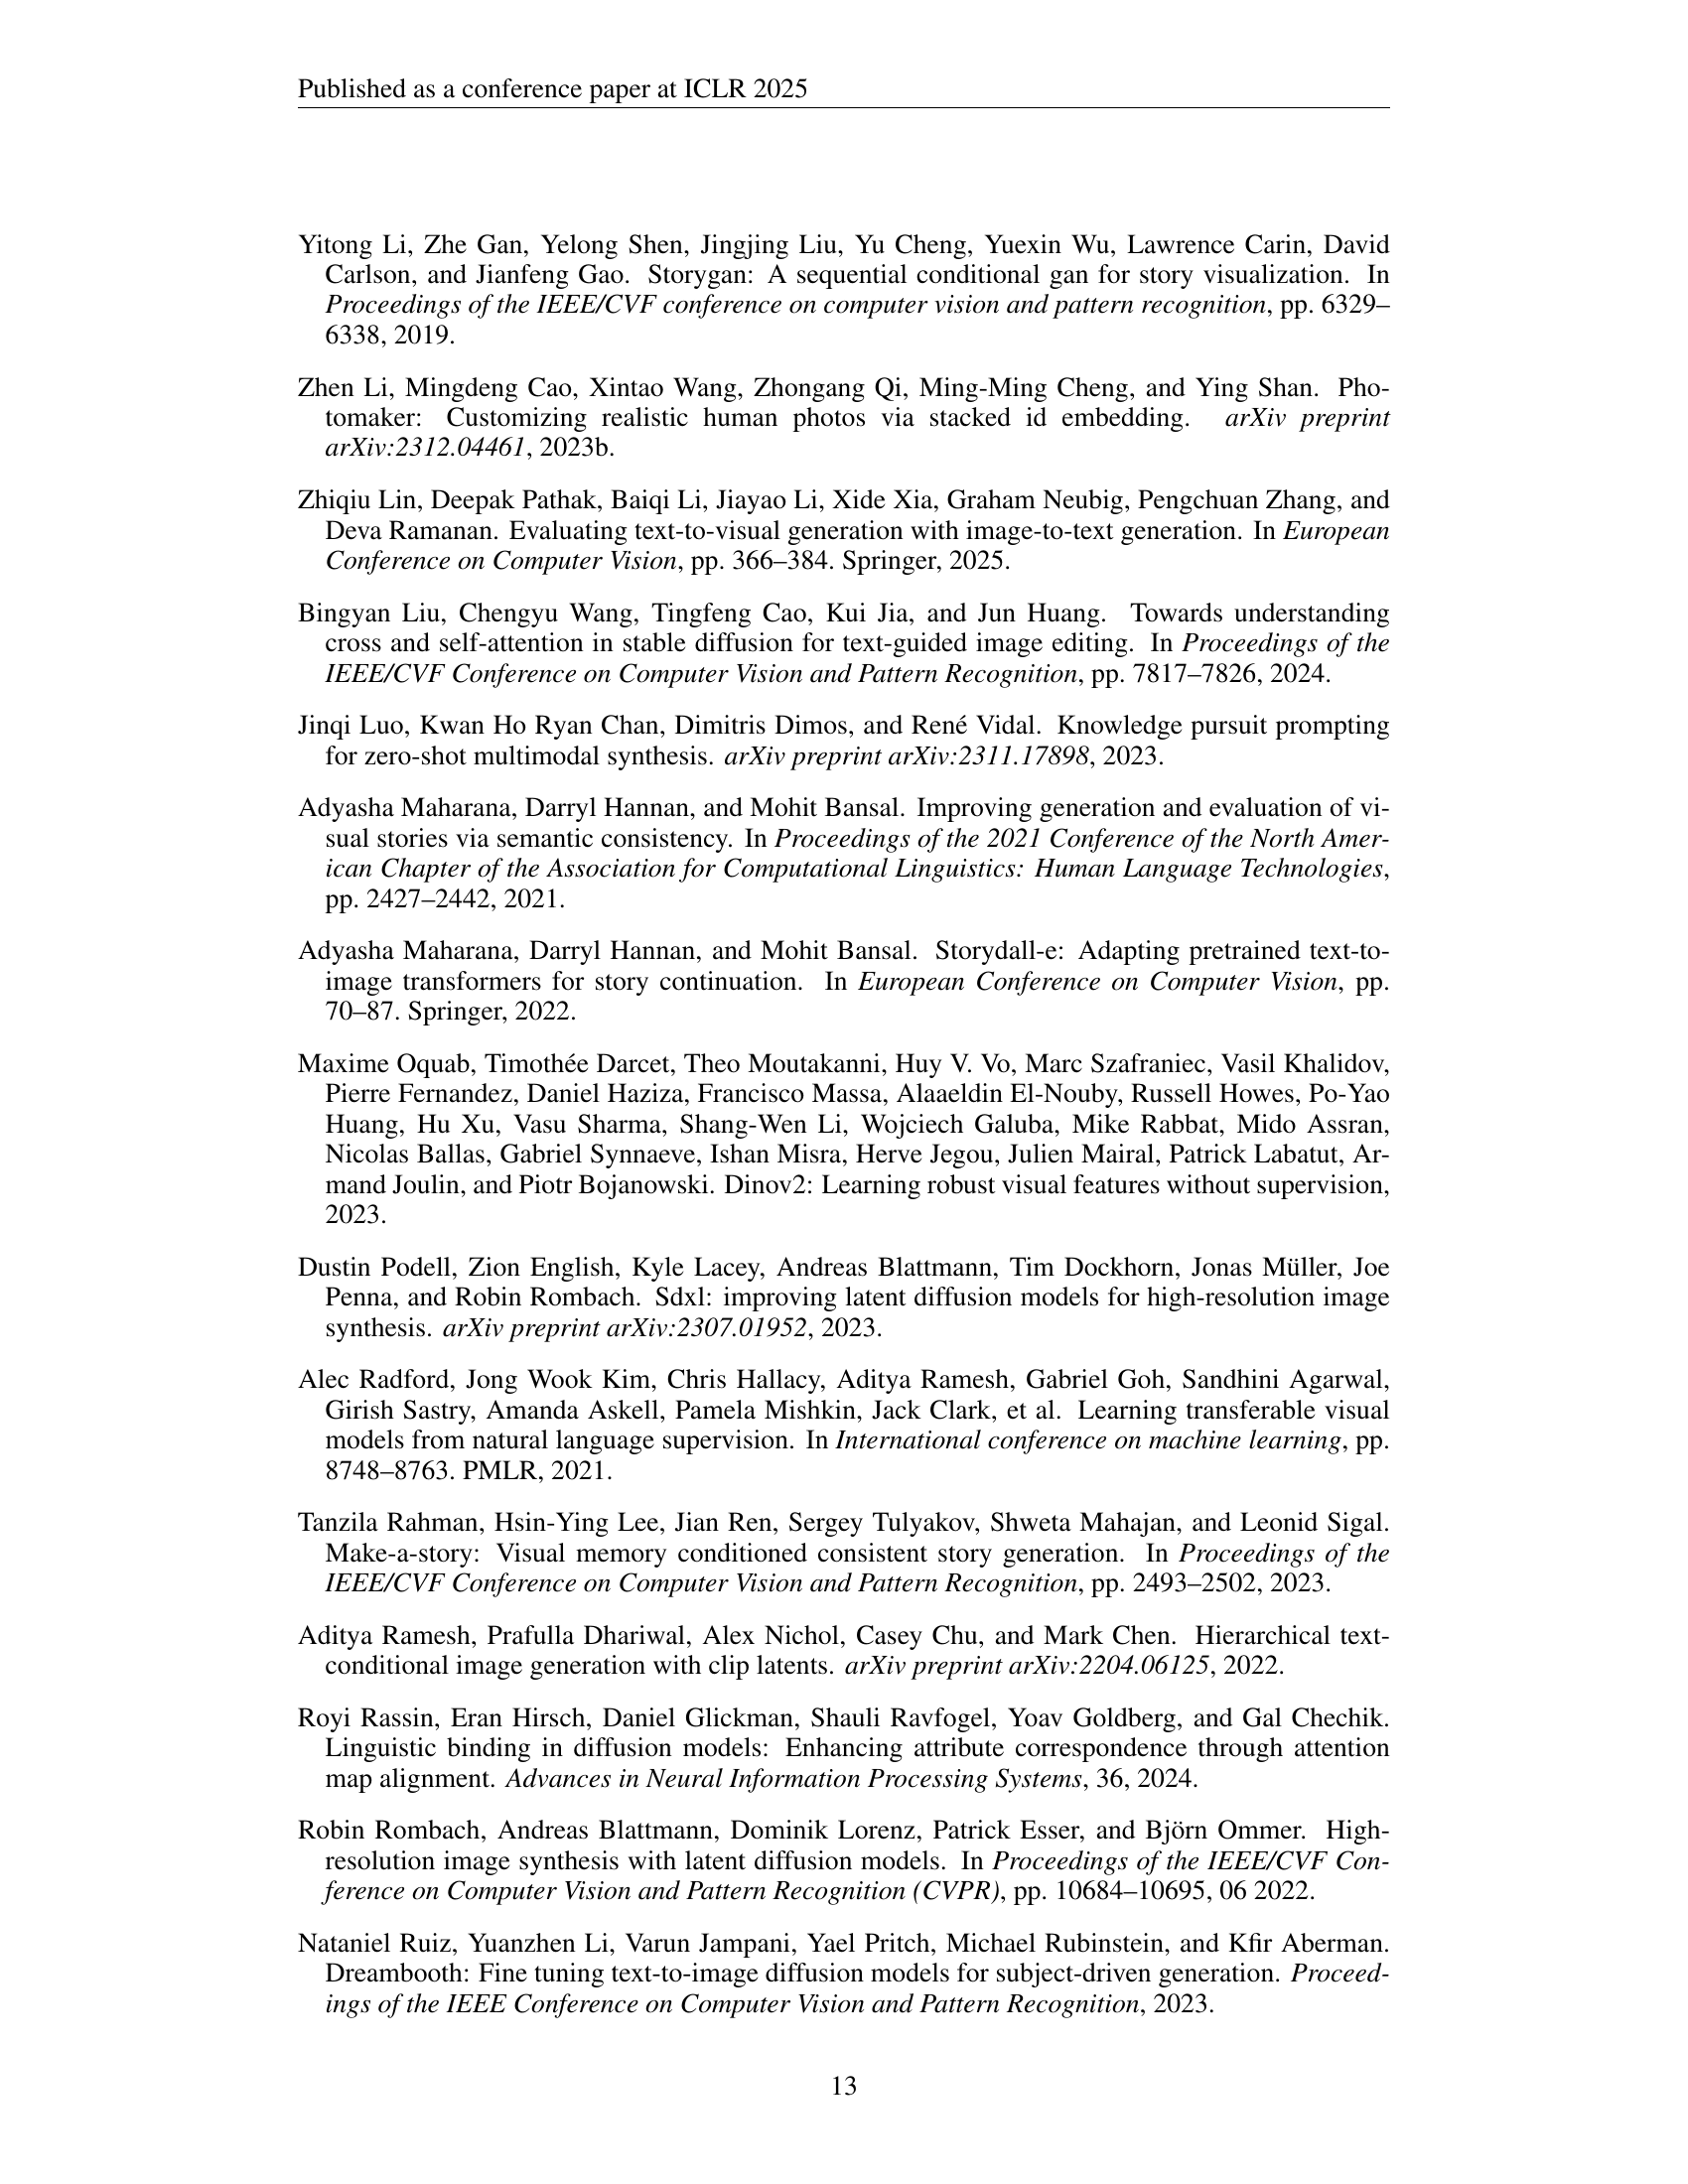 Published as a conference paper at ICLR 2025
Yitong Li, Zhe Gan, Yelong Shen, Jingjing Liu, Yu Cheng, Yuexin Wu, Lawrence Carin, David
Carlson, and Jianfeng Gao. Storygan: A sequential conditional gan for story visualization. In
Proceedings of the IEEE/CVF conference on computer vision and pattern recognition, pp. 6329–
6338, 2019.
Zhen Li, Mingdeng Cao, Xintao Wang, Zhongang Qi, Ming-Ming Cheng, and Ying Shan. Pho-
tomaker: Customizing realistic human photos via stacked id embedding. arXiv preprint
arXiv:2312.04461, 2023b.
Zhiqiu Lin, Deepak Pathak, Baiqi Li, Jiayao Li, Xide Xia, Graham Neubig, Pengchuan Zhang, and
Deva Ramanan. Evaluating text-to-visual generation with image-to-text generation. In European
Conference on Computer Vision, pp. 366–384. Springer, 2025.
Bingyan Liu, Chengyu Wang, Tingfeng Cao, Kui Jia, and Jun Huang. Towards understanding
cross and self-attention in stable diffusion for text-guided image editing. In Proceedings of the
IEEE/CVF Conference on Computer Vision and Pattern Recognition, pp. 7817–7826, 2024.
Jinqi Luo, Kwan Ho Ryan Chan, Dimitris Dimos, and René Vidal. Knowledge pursuit prompting
for zero-shot multimodal synthesis. arXiv preprint arXiv:2311.17898, 2023.
Adyasha Maharana, Darryl Hannan, and Mohit Bansal. Improving generation and evaluation of vi-
sual stories via semantic consistency. In Proceedings of the 2021 Conference of the North Amer-
ican Chapter of the Association for Computational Linguistics: Human Language Technologies,
pp. 2427–2442, 2021.
Adyasha Maharana, Darryl Hannan, and Mohit Bansal. Storydall-e: Adapting pretrained text-to-
image transformers for story continuation. In European Conference on Computer Vision, pp.
70–87. Springer, 2022.
Maxime Oquab, Timothée Darcet, Theo Moutakanni, Huy V. Vo, Marc Szafraniec, Vasil Khalidov,
Pierre Fernandez, Daniel Haziza, Francisco Massa, Alaaeldin El-Nouby, Russell Howes, Po-Yao
Huang, Hu Xu, Vasu Sharma, Shang-Wen Li, Wojciech Galuba, Mike Rabbat, Mido Assran,
Nicolas Ballas, Gabriel Synnaeve, Ishan Misra, Herve Jegou, Julien Mairal, Patrick Labatut, Ar-
mand Joulin, and Piotr Bojanowski. Dinov2: Learning robust visual features without supervision,
2023.
Dustin Podell, Zion English, Kyle Lacey, Andreas Blattmann, Tim Dockhorn, Jonas Müller, Joe
Penna, and Robin Rombach. Sdxl: improving latent diffusion models for high-resolution image
synthesis. arXiv preprint arXiv:2307.01952, 2023.
Alec Radford, Jong Wook Kim, Chris Hallacy, Aditya Ramesh, Gabriel Goh, Sandhini Agarwal,
Girish Sastry, Amanda Askell, Pamela Mishkin, Jack Clark, et al. Learning transferable visual
models from natural language supervision. In International conference on machine learning, pp.
8748–8763. PMLR, 2021.
Tanzila Rahman, Hsin-Ying Lee, Jian Ren, Sergey Tulyakov, Shweta Mahajan, and Leonid Sigal.
Make-a-story: Visual memory conditioned consistent story generation. In Proceedings of the
IEEE/CVF Conference on Computer Vision and Pattern Recognition, pp. 2493–2502, 2023.
Aditya Ramesh, Prafulla Dhariwal, Alex Nichol, Casey Chu, and Mark Chen. Hierarchical text-
conditional image generation with clip latents. arXiv preprint arXiv:2204.06125, 2022.
Royi Rassin, Eran Hirsch, Daniel Glickman, Shauli Ravfogel, Yoav Goldberg, and Gal Chechik.
Linguistic binding in diffusion models: Enhancing attribute correspondence through attention
map alignment. Advances in Neural Information Processing Systems, 36, 2024.
Robin Rombach, Andreas Blattmann, Dominik Lorenz, Patrick Esser, and Björn Ommer. High-
resolution image synthesis with latent diffusion models. In Proceedings of the IEEE/CVF Con-
ference on Computer Vision and Pattern Recognition (CVPR), pp. 10684–10695, 06 2022.
Nataniel Ruiz, Yuanzhen Li, Varun Jampani, Yael Pritch, Michael Rubinstein, and Kfir Aberman.
Dreambooth: Fine tuning text-to-image diffusion models for subject-driven generation. Proceed-
ings of the IEEE Conference on Computer Vision and Pattern Recognition, 2023.
13